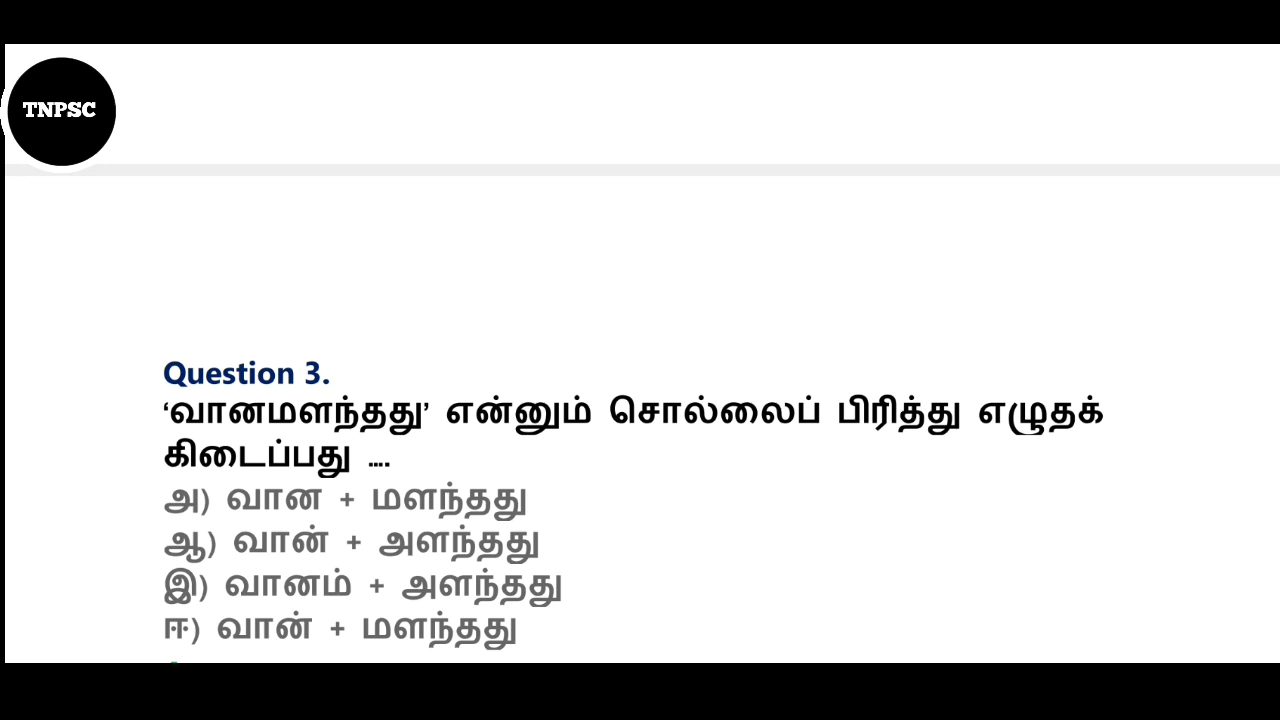 TNPSC
Question 3.
‘வானமளந்தது’ என்னும் சொல்லைப் பிரித்து எழுதக்
கிடைப்பது ....
அ) வான + மளந்தது
ஆ) வான் + அளந்தது
இ) வானம் + அளந்தது
ஈ) வான் + மளந்தது